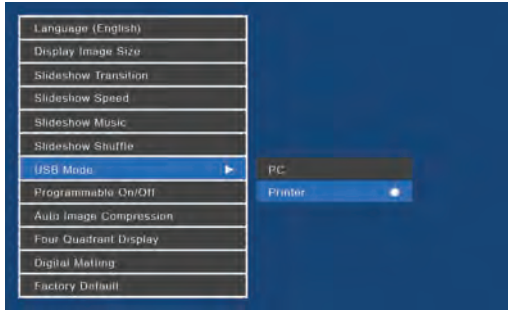 Language (English)
Display Image Size
Slideshow Transition
Slideshow Speed
Slideshow Music
Slideshow Shuffle
USB Mode
PC
Printer
Programmable On/Off
Auto Image Compression
Four Quadrant Display
Digital Matting
Factory Default